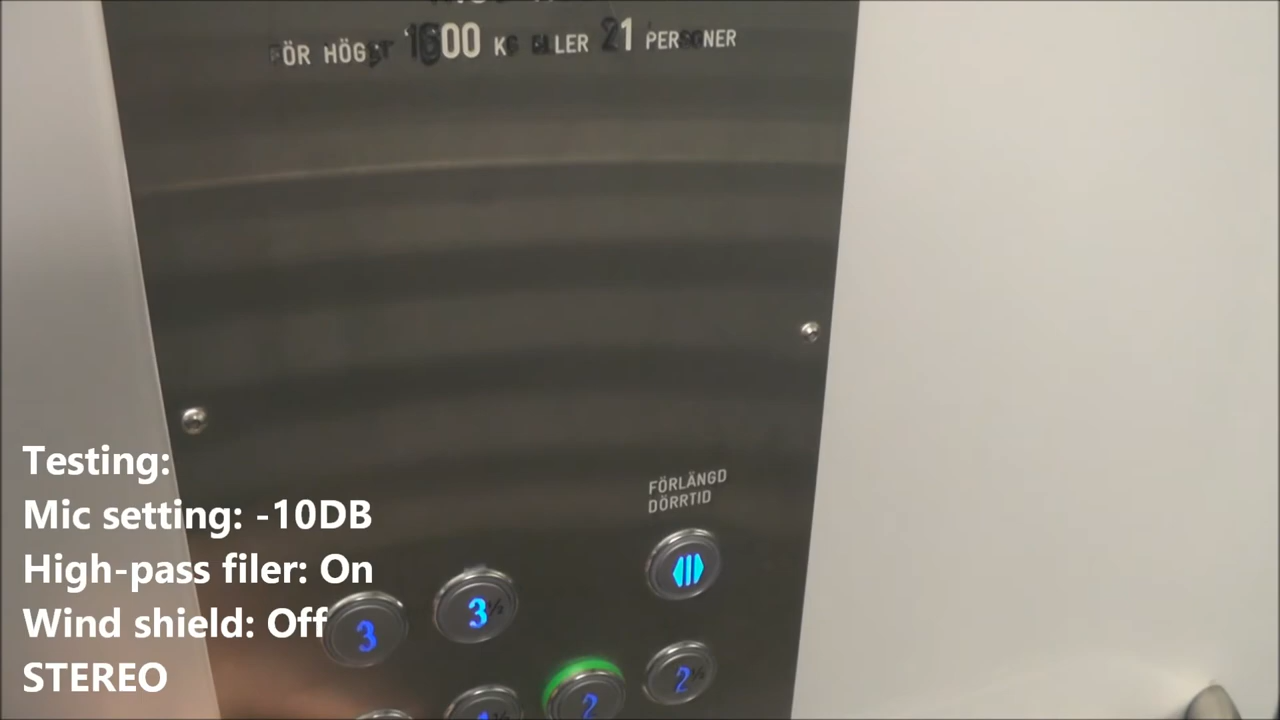 FÖR HÖGST 1600 KG ELLER 21 PERSONER
FÖRLÄNGD
DÖRRTID
Testing:
Mic setting: -10DB
High-pass filer: On
Wind shield: Off
STEREO
3
3½
2
2½